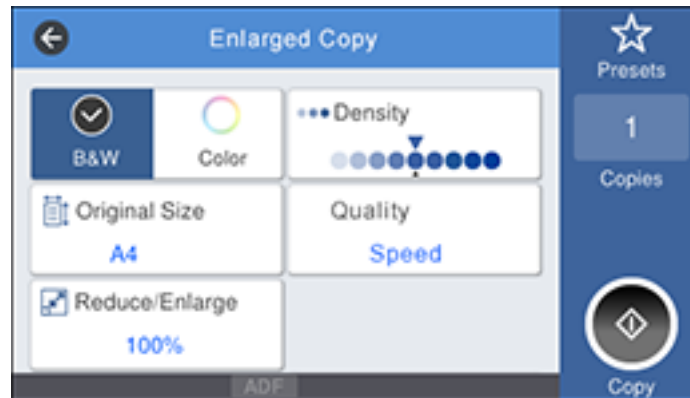 Enlarged Copy
Presets
B&W
Color
Density
1
Copies
Original Size
A4
Quality
Speed
Reduce/Enlarge
100%
ADF
Copy